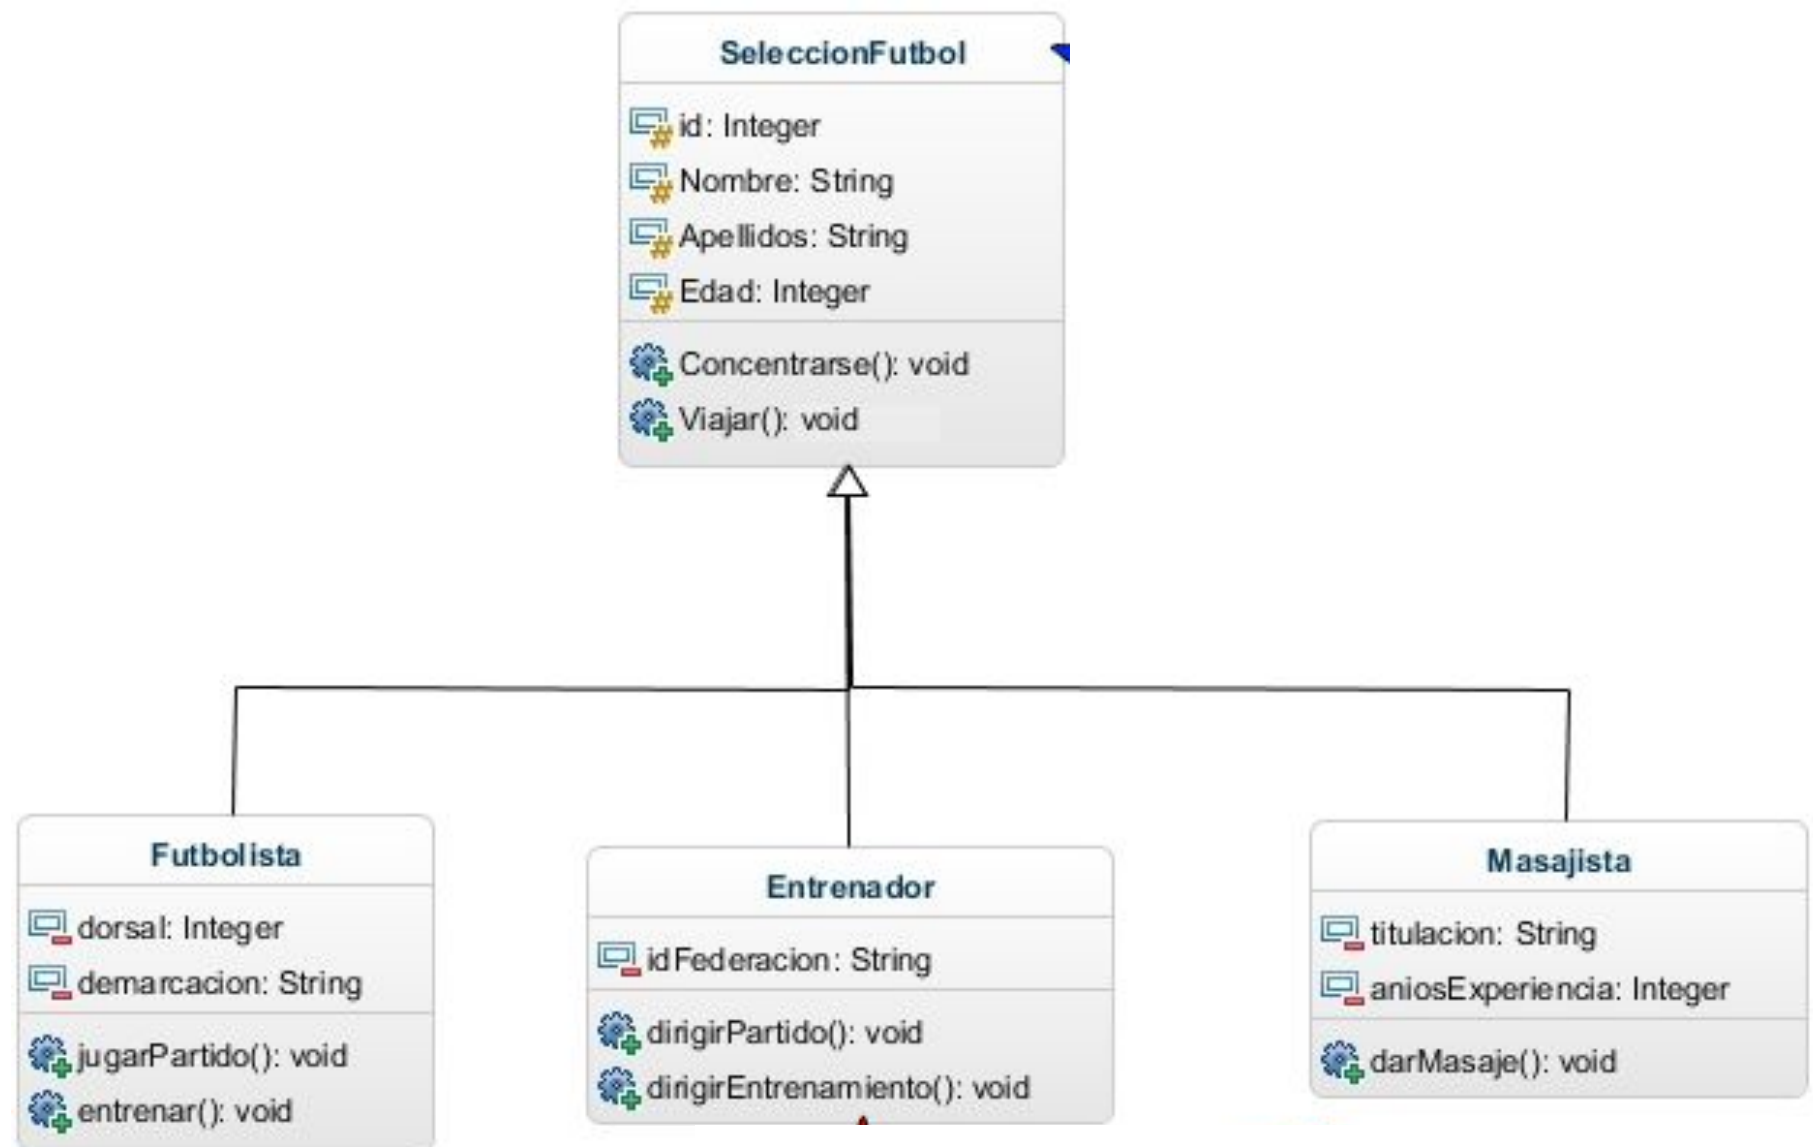 SeleccionFutbol
id: Integer
Nombre: String
Apellidos: String
Edad: Integer
Concentrarse(): void
Viajar(): void
Futbolista
dorsal: Integer
demarcacion: String
jugarPartido(): void
entrenar(): void
Entrenador
idFederacion: String
dirigirPartido(): void
dirigirEntrenamiento(): void
Masajista
titulacion: String
aniosExperiencia: Integer
darMasaje(): void